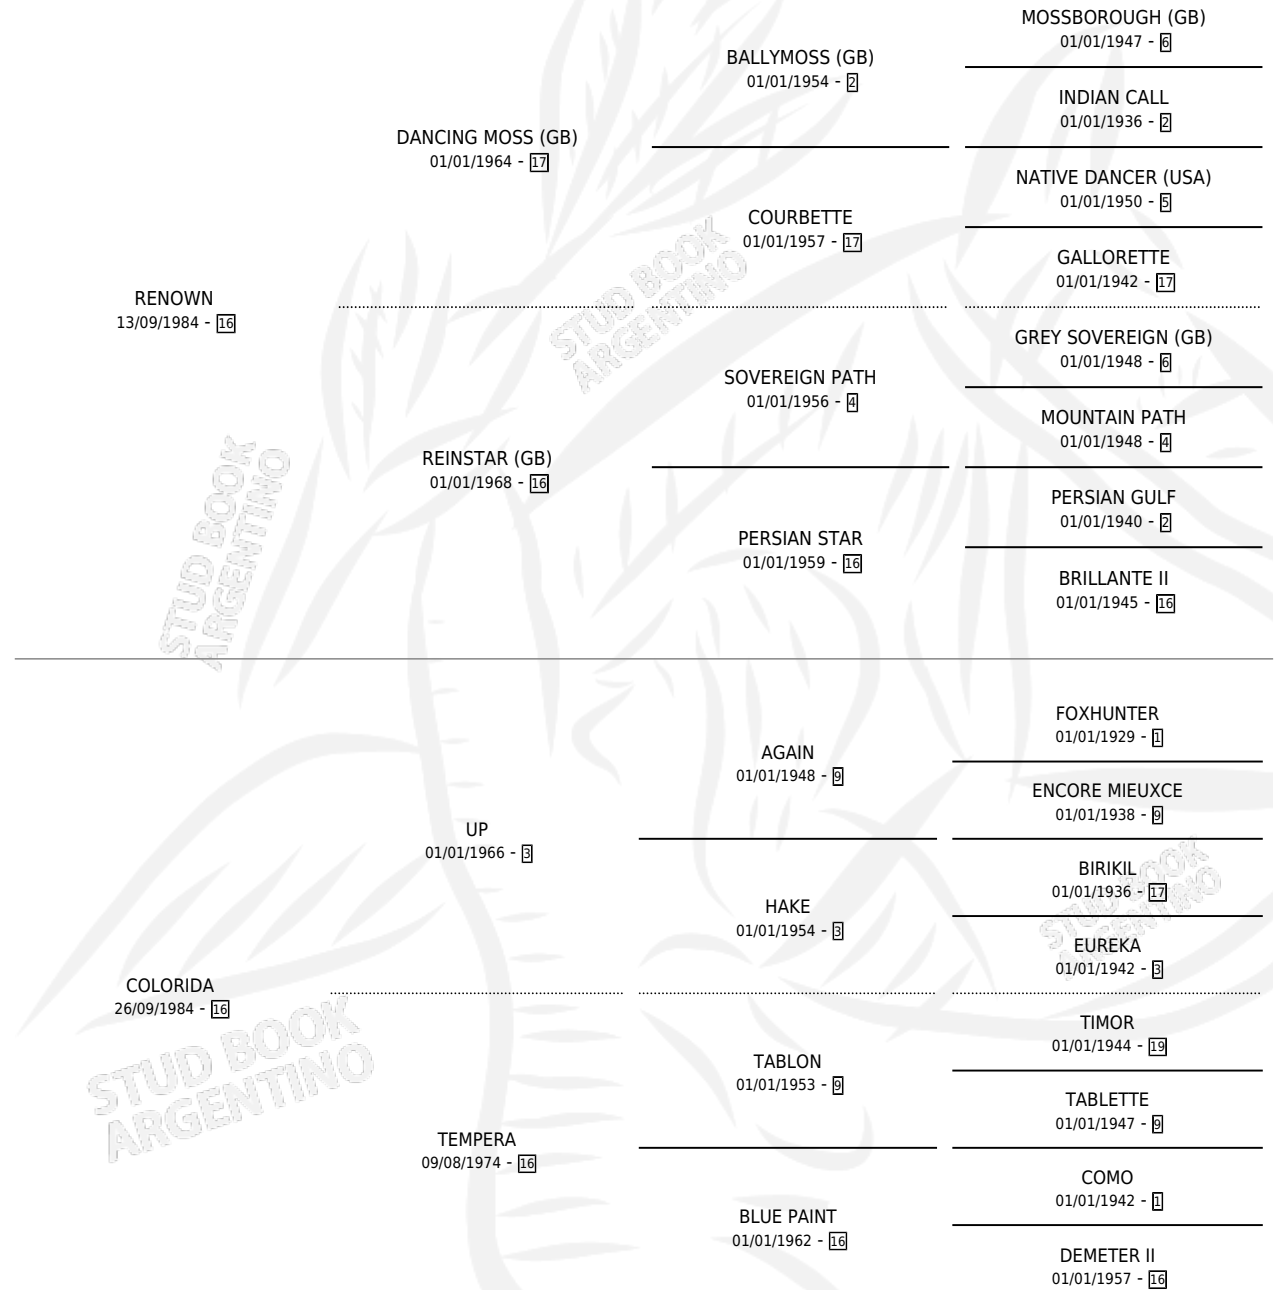 MOSSBOROUGH (GB)
01/01/1947 - 6
BALLYMOSS (GB)
01/01/1954 - 2
INDIAN CALL
01/01/1936 - 2
DANCING MOSS (GB)
01/01/1964 - 17
NATIVE DANCER (USA)
01/01/1950 - 5
COURBETTE
01/01/1957 - 17
GALLORETTE
01/01/1942 - 17
RENOWN
13/09/1984 - 16
STUD BOOK
ARGENTINO
GREY SOVEREIGN (GB)
01/01/1948 - 6
SOVEREIGN PATH
01/01/1956 - 4
MOUNTAIN PATH
01/01/1948 - 4
REINSTAR (GB)
01/01/1968 - 16
PERSIAN GULF
01/01/1940 - 2
PERSIAN STAR
01/01/1959 - 16
BRILLANTE II
01/01/1945 - 16
STUD BOOK
ARGENTINO
FOXHUNTER
01/01/1929 - 1
AGAIN
01/01/1948 - 9
ENCORE MIEUXCE
01/01/1938 - 9
UP
01/01/1966 - 3
BIRIKIL
01/01/1936 - 17
HAKE
01/01/1954 - 3
EUREKA
01/01/1942 - 3
STUD BOOK
ARGENTINO
COLORIDA
26/09/1984 - 16
TIMOR
01/01/1944 - 19
TABLON
01/01/1953 - 9
TABLETTE
01/01/1947 - 9
STUD BOOK
ARGENTINO
TEMPERA
09/08/1974 - 16
COMO
01/01/1942 - 1
BLUE PAINT
01/01/1962 - 16
DEMETER II
01/01/1957 - 16